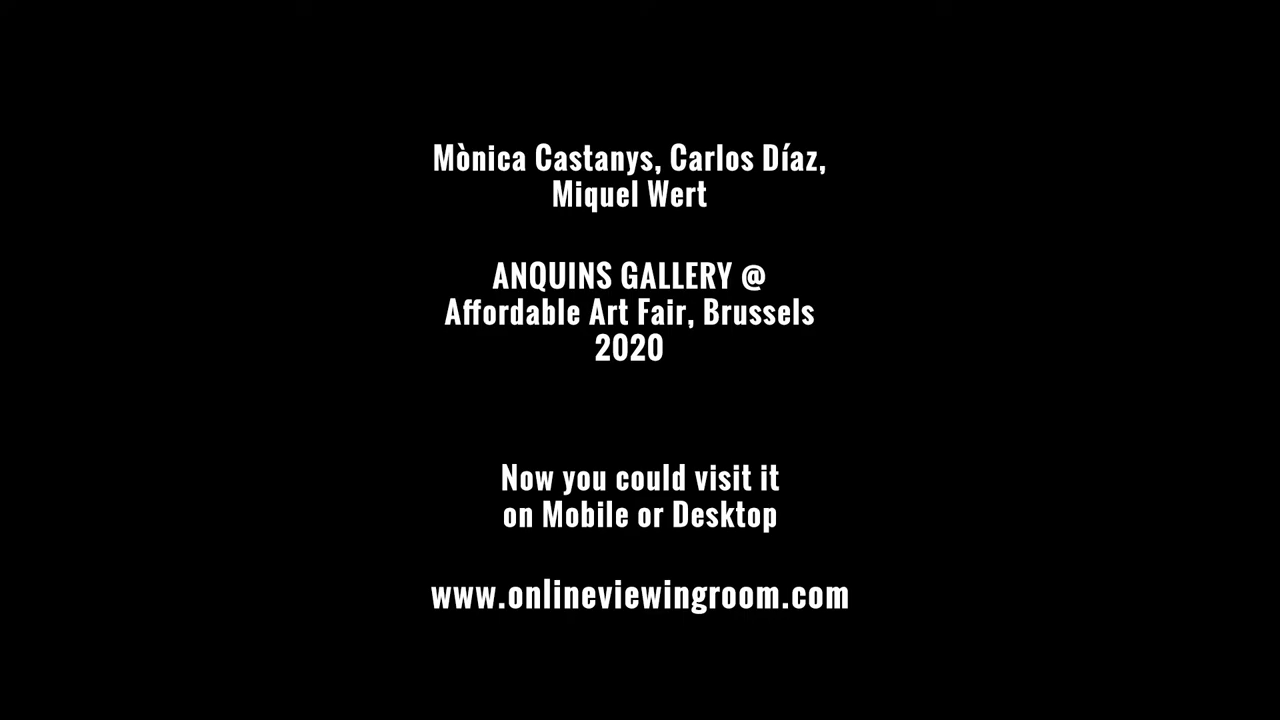 Mònica Castanys, Carlos Díaz,
Miquel Wert
ANQUINS GALLERY @
Affordable Art Fair, Brussels
2020
Now you could visit it
on Mobile or Desktop
www.onlineviewingroom.com